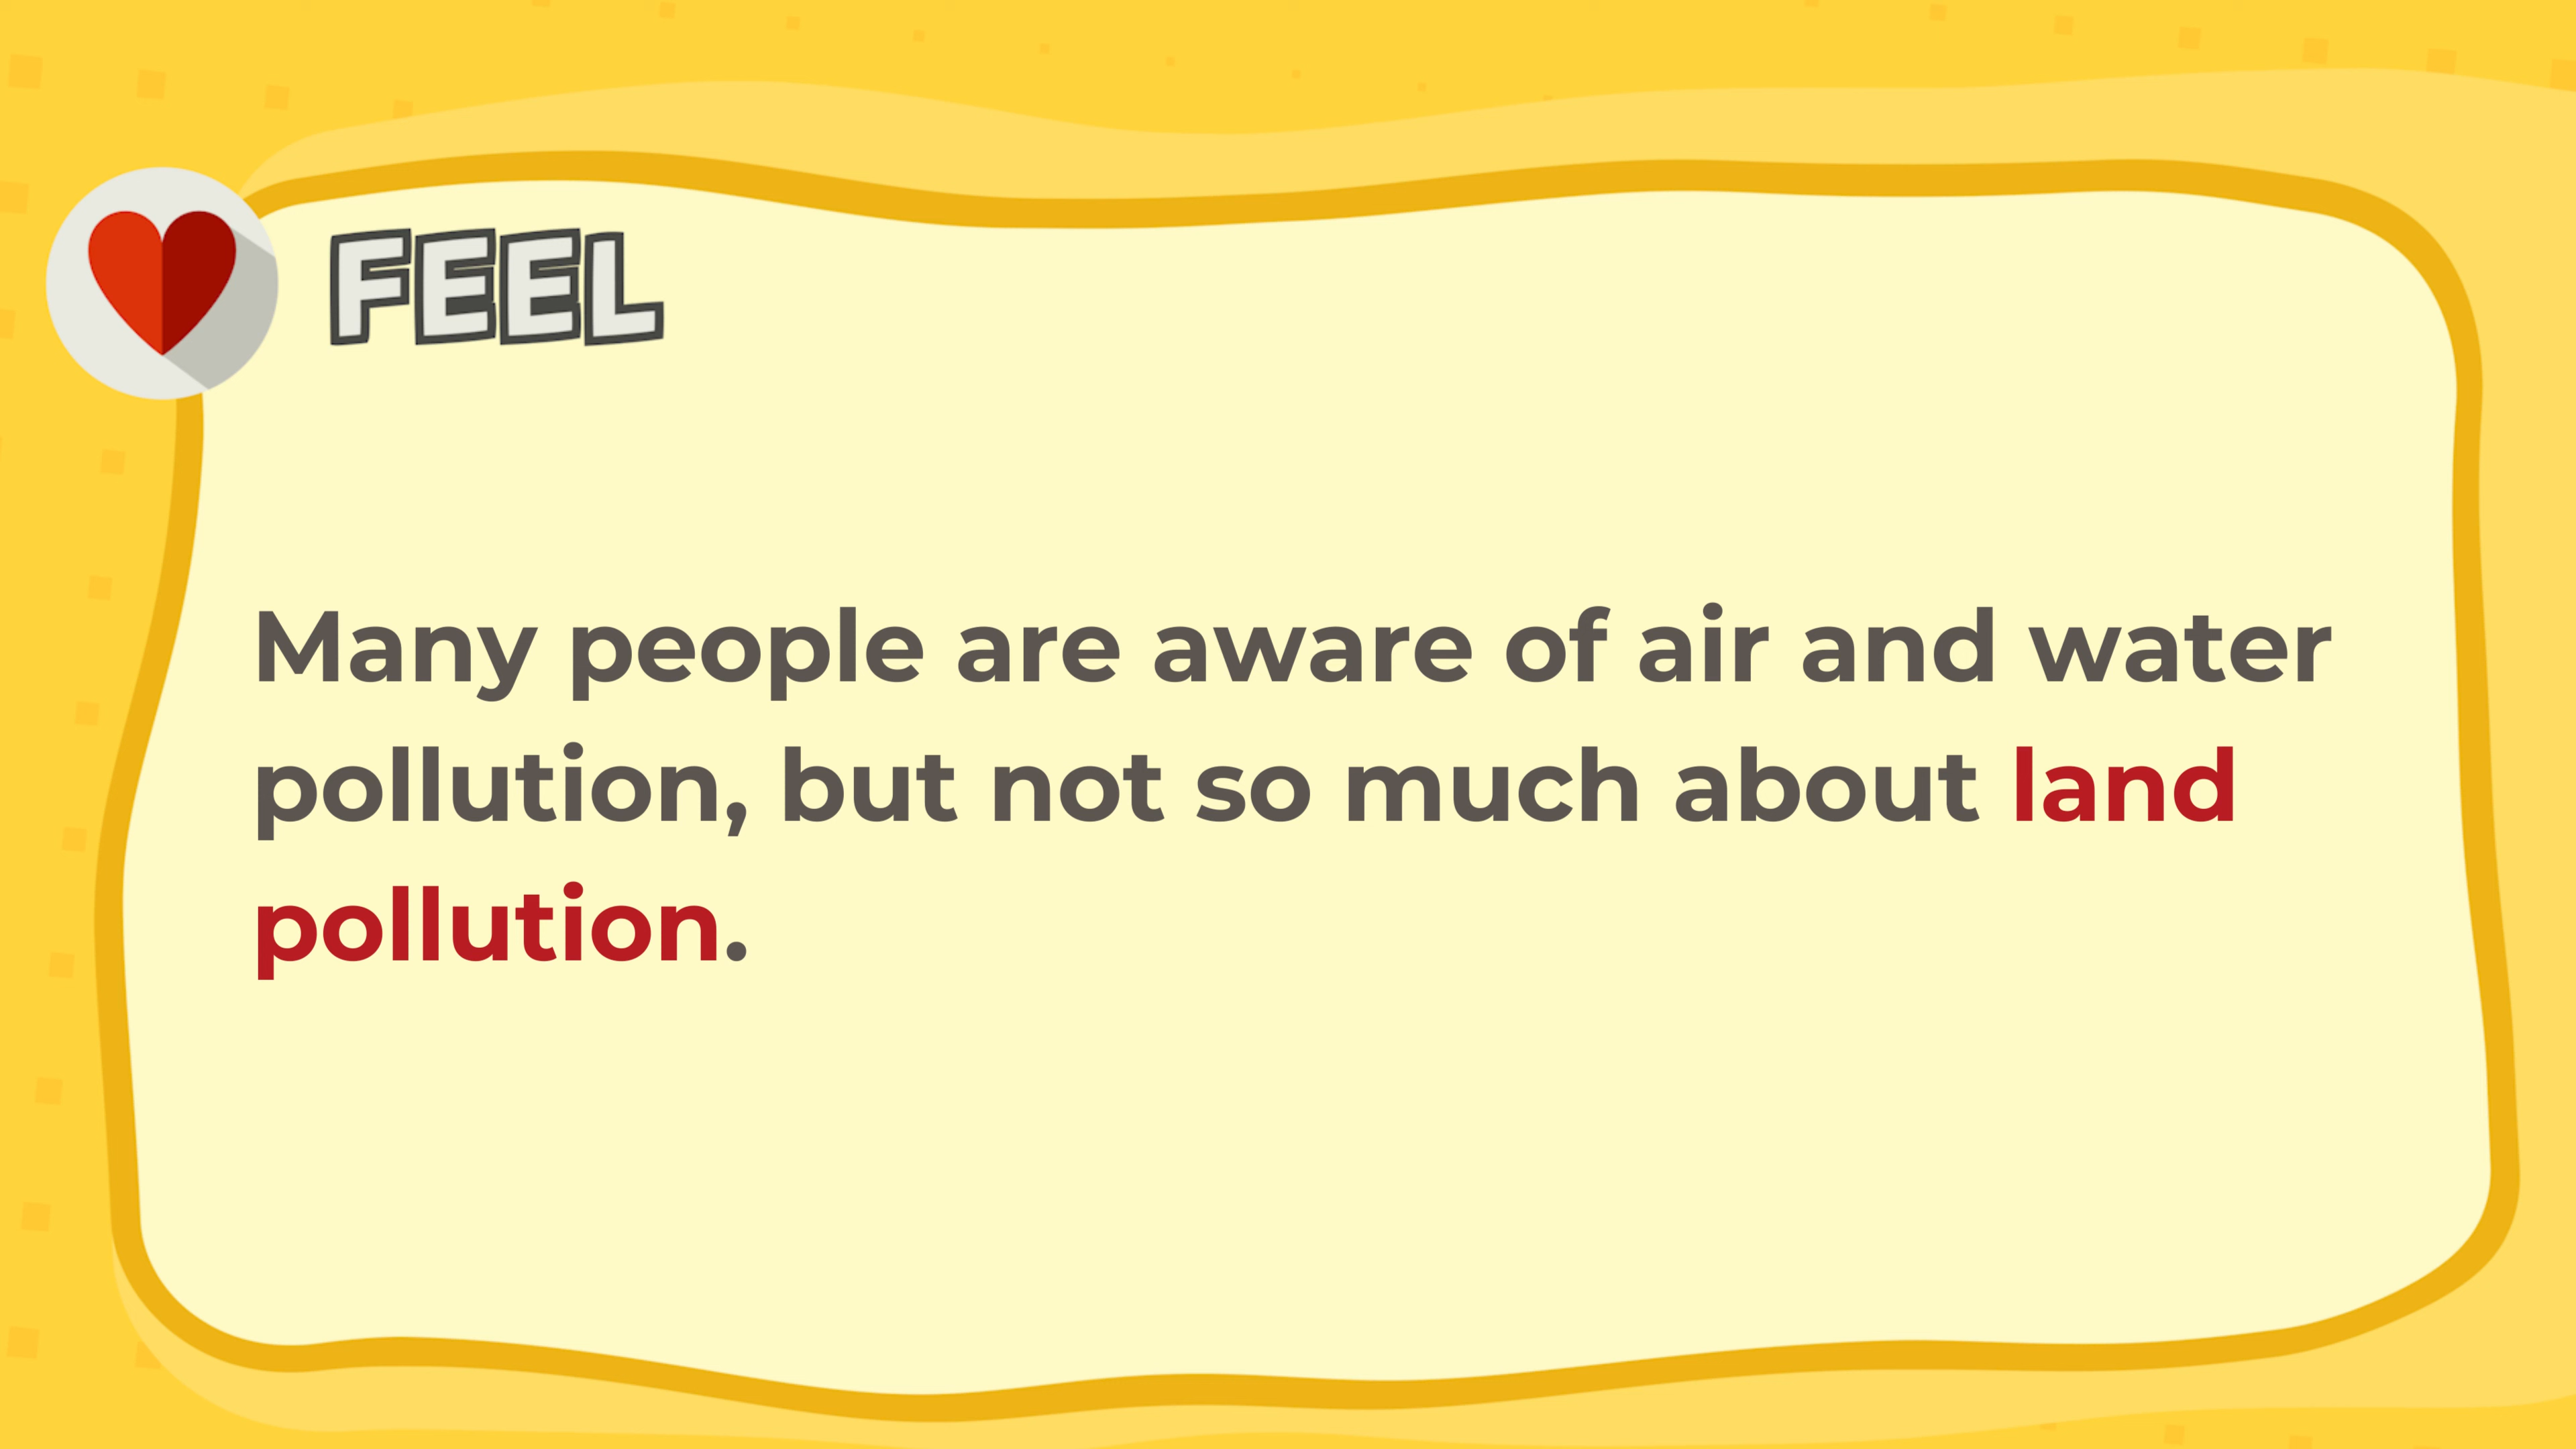 FEEL
Many people are aware of air and water
pollution, but not so much about land
pollution.